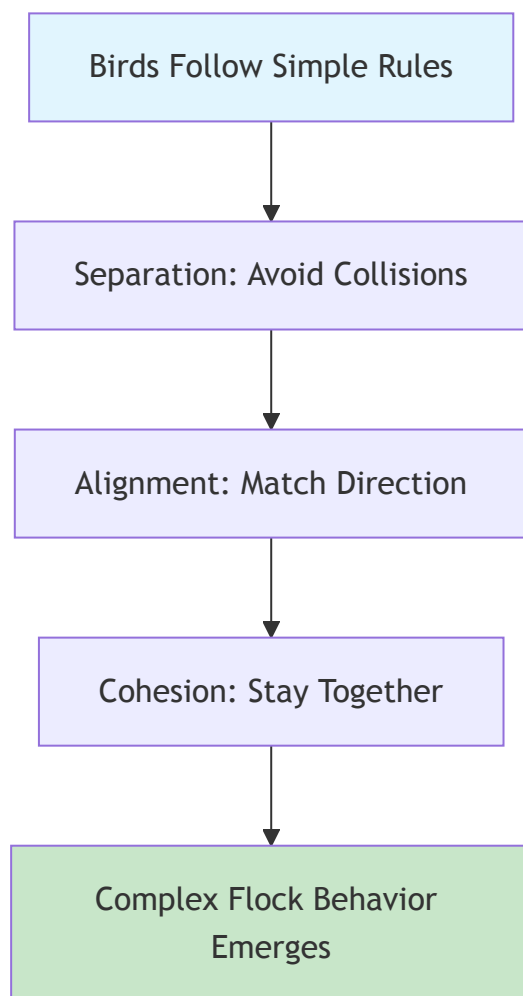 Birds Follow Simple Rules
Separation: Avoid Collisions
Alignment: Match Direction
Cohesion: Stay Together
Complex Flock Behavior
Emerges